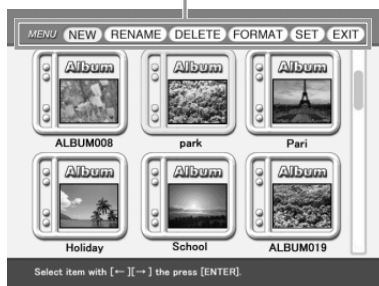 MENU NEW RENAME DELETE FORMAT SET EXIT
Album Album Album
ALBUM008 park Pari
Album Album Album
Holiday School ALBUM019
Select item with [← ][→ ] the press [ENTER].